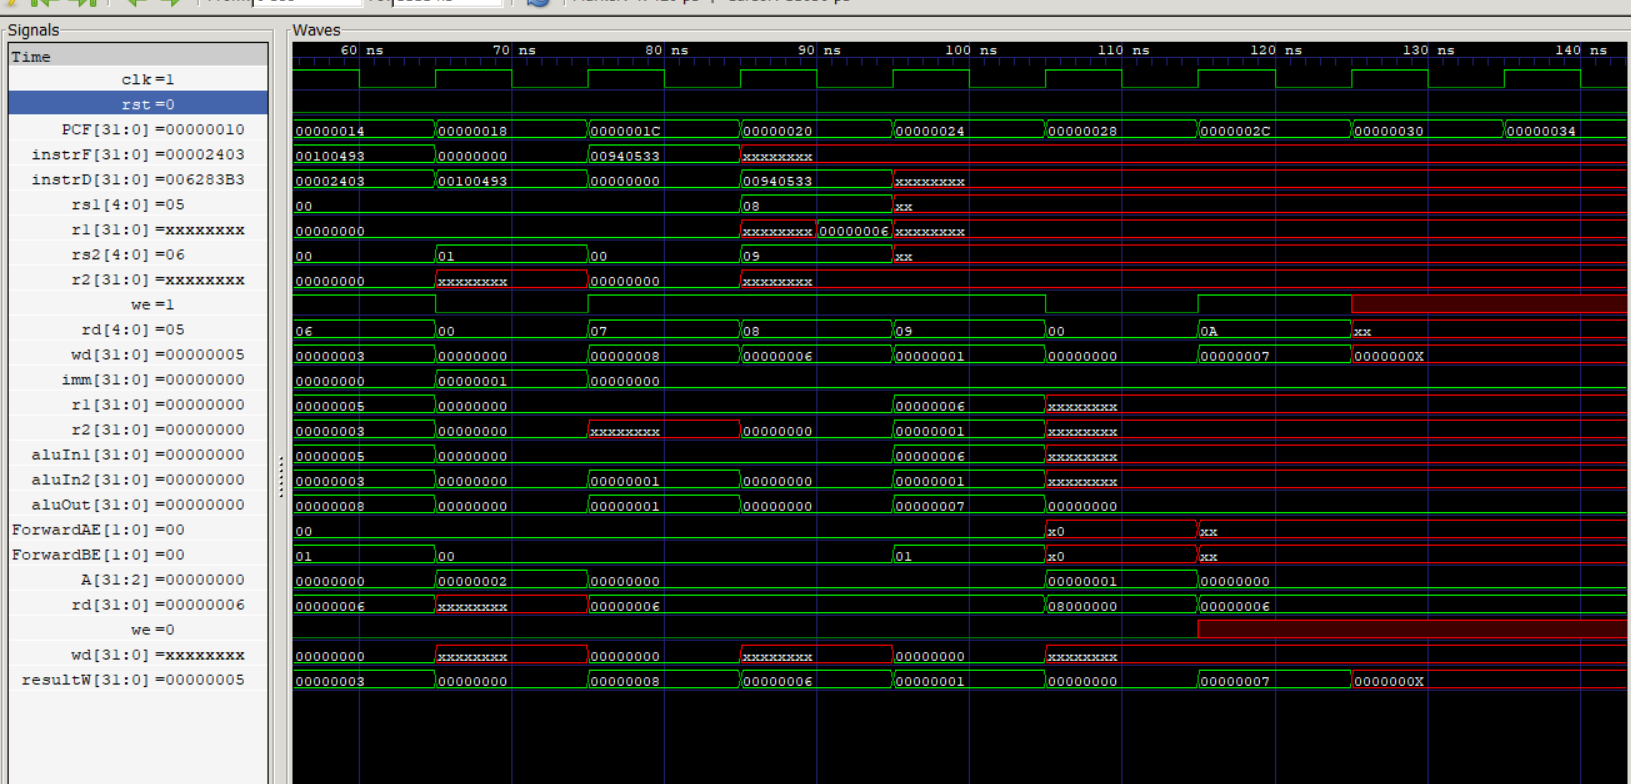 Signals
Waves
Time
60 ns 70 ns 80 ns 90 ns 100 ns 110 ns 120 ns 130 ns 140 ns
clk=1
rst=0
PCF[31:0]=00000010 00000014 00000018 0000001C 00000020 00000024 00000028 0000002C 00000030 00000034
instrF[31:0]=00002403 00100493 00000000 00940533 xxxxxxxx
instrD[31:0]=006283B3 00002403 00100493 00000000 00940533 xxxxxxxx
rs1[4:0]=05 00 08 xx
r1[31:0]=xxxxxxxx 00000000 xxxxxxxx 00000006 xxxxxxxx
rs2[4:0]=06 00 01 00 09 xx
r2[31:0]=xxxxxxxx 00000000 xxxxxxxx 00000000 xxxxxxxx
we=1
rd[4:0]=05 06 00 07 08 09 00 0A xx
wd[31:0]=00000005 00000003 00000000 00000008 00000006 00000001 00000000 00000007 0000000X
imm[31:0]=00000000 00000000 00000001 00000000
r1[31:0]=00000000 00000005 00000000 00000006 xxxxxxxx
r2[31:0]=00000000 00000003 00000000 xxxxxxxx 00000000 00000001 xxxxxxxx
aluIn1[31:0]=00000000 00000005 00000000 00000006 xxxxxxxx
aluIn2[31:0]=00000000 00000003 00000000 00000001 00000000 00000001 xxxxxxxx
aluOut[31:0]=00000000 00000008 00000000 00000001 00000000 00000007 00000000
ForwardAE[1:0]=00 00 x0 xx
ForwardBE[1:0]=00 01 00 01 x0 xx
A[31:2]=00000000 00000000 00000002 00000000 00000001 00000000
rd[31:0]=00000006 00000006 xxxxxxxx 00000006 08000000 00000006
we=0
wd[31:0]=xxxxxxxx 00000000 xxxxxxxx 00000000 xxxxxxxx 00000000 xxxxxxxx
resultW[31:0]=00000005 00000003 00000000 00000008 00000006 00000001 00000000 00000007 0000000X